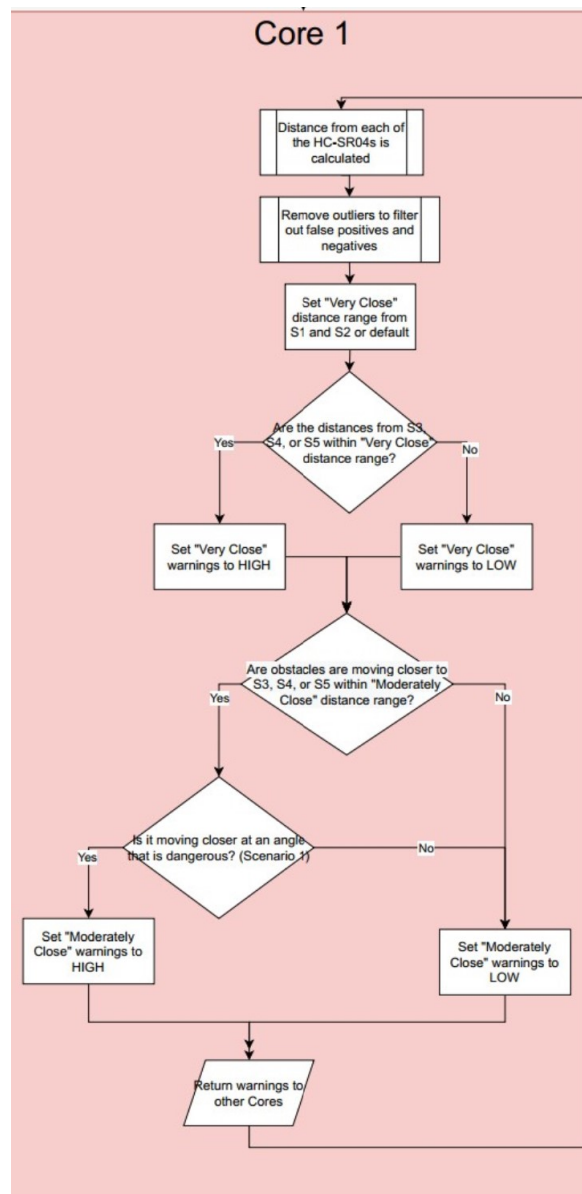 Core 1
Distance from each of
the HC-SR04s is
calculated
Remove outliers to filter
out false positives and
negatives
Set "Very Close"
distance range from
S1 and S2 or default
Are the distances from S3,
S4, or S5 within "Very Close"
distance range?
Yes
No
Set "Very Close"
warnings to HIGH
Set "Very Close"
warnings to LOW
Are obstacles are moving closer to
S3, S4, or S5 within "Moderately
Close" distance range?
Yes
No
Is it moving closer at an angle
that is dangerous? (Scenario 1)
Yes
No
Set "Moderately
Close" warnings to
HIGH
Set "Moderately
Close" warnings to
LOW
Return warnings to
other Cores